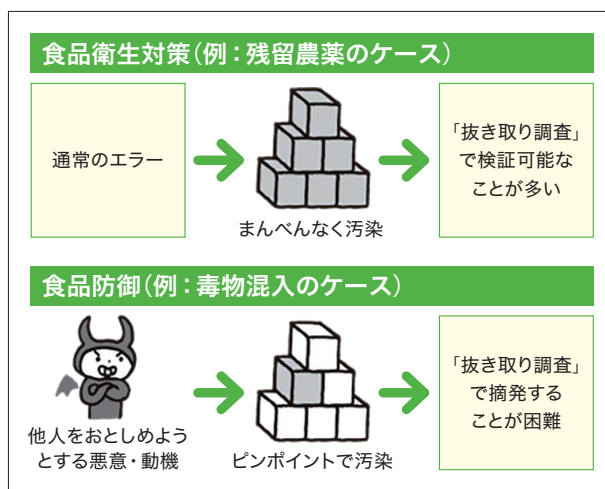 食品衛生対策(例：残留農薬のケース)
通常のエラー
まんべんなく汚染
「抜き取り調査」
で検証可能な
ことが多い
食品防御(例：毒物混入のケース)
他人をおとしめよう
とする悪意・動機
ピンポイントで汚染
「抜き取り調査」
で摘発する
ことが困難